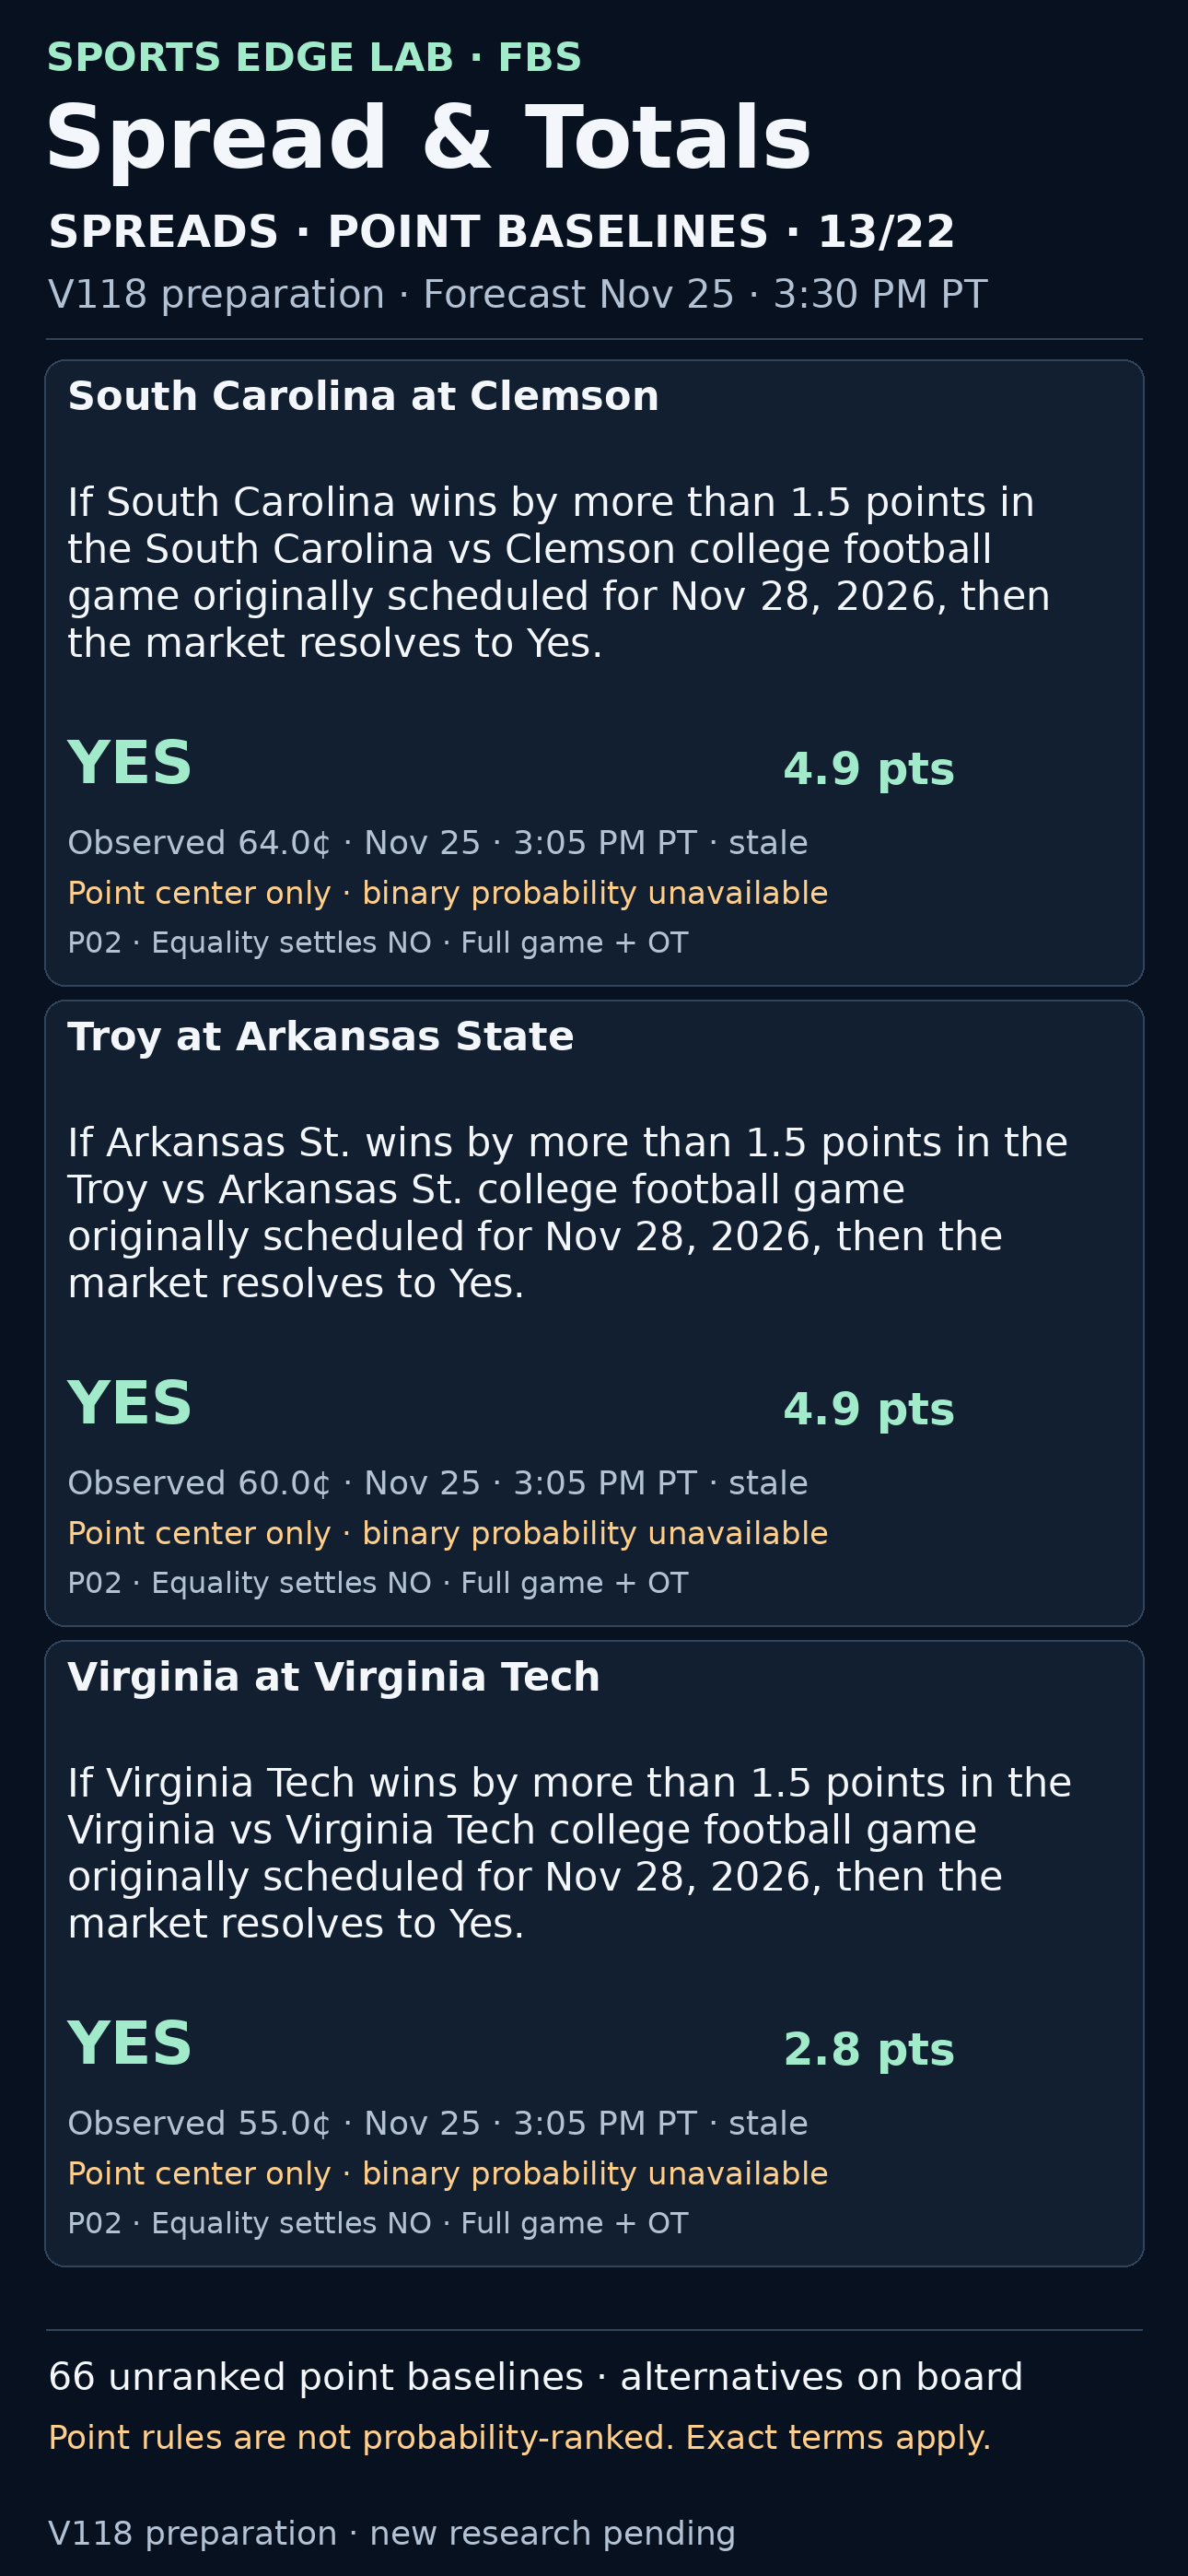 SPORTS EDGE LAB · FBS
Spread & Totals
SPREADS · POINT BASELINES · 13/22
V118 preparation · Forecast Nov 25 · 3:30 PM PT
South Carolina at Clemson
If South Carolina wins by more than 1.5 points in
the South Carolina vs Clemson college football
game originally scheduled for Nov 28, 2026, then
the market resolves to Yes.
YES 4.9 pts
Observed 64.0¢ · Nov 25 · 3:05 PM PT · stale
Point center only · binary probability unavailable
P02 · Equality settles NO · Full game + OT
Troy at Arkansas State
If Arkansas St. wins by more than 1.5 points in the
Troy vs Arkansas St. college football game
originally scheduled for Nov 28, 2026, then the
market resolves to Yes.
YES 4.9 pts
Observed 60.0¢ · Nov 25 · 3:05 PM PT · stale
Point center only · binary probability unavailable
P02 · Equality settles NO · Full game + OT
Virginia at Virginia Tech
If Virginia Tech wins by more than 1.5 points in the
Virginia vs Virginia Tech college football game
originally scheduled for Nov 28, 2026, then the
market resolves to Yes.
YES 2.8 pts
Observed 55.0¢ · Nov 25 · 3:05 PM PT · stale
Point center only · binary probability unavailable
P02 · Equality settles NO · Full game + OT
66 unranked point baselines · alternatives on board
Point rules are not probability-ranked. Exact terms apply.
V118 preparation · new research pending